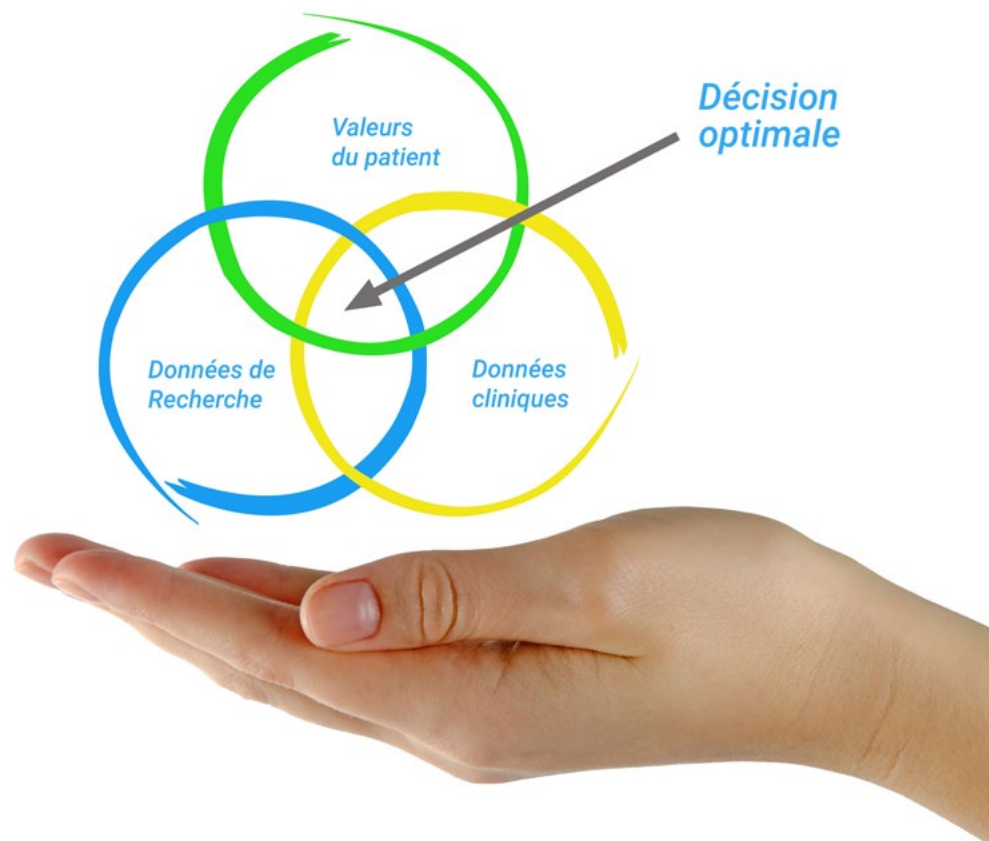 Valeurs
du patient
Décision
optimale
Données de
Recherche
Données
cliniques